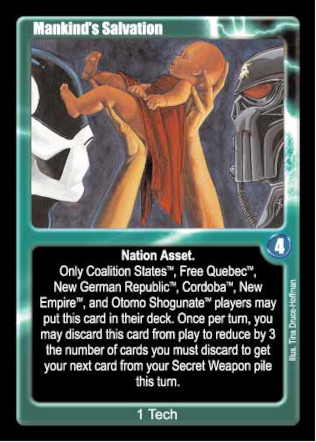 Mankind's Salvation
4
Nation Asset.
Only Coalition States™, Free Quebec™,
New German Republic™, Cordoba™, New
Empire™, and Otomo Shogunate™ players may
put this card in their deck. Once per turn, you
may discard this card from play to reduce by 3
the number of cards you must discard to get
your next card from your Secret Weapon pile
this turn.
Illus. Tina Druce-Hoffman
1 Tech